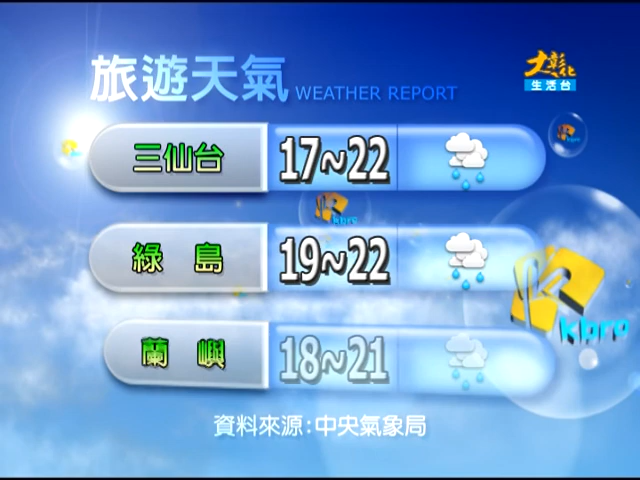 旅遊天氣 WEATHER REPORT
大彰化
生活台
三仙台 17~22
kbro
綠島 19~22
kbro
蘭嶼 18~21
資料來源:中央氣象局